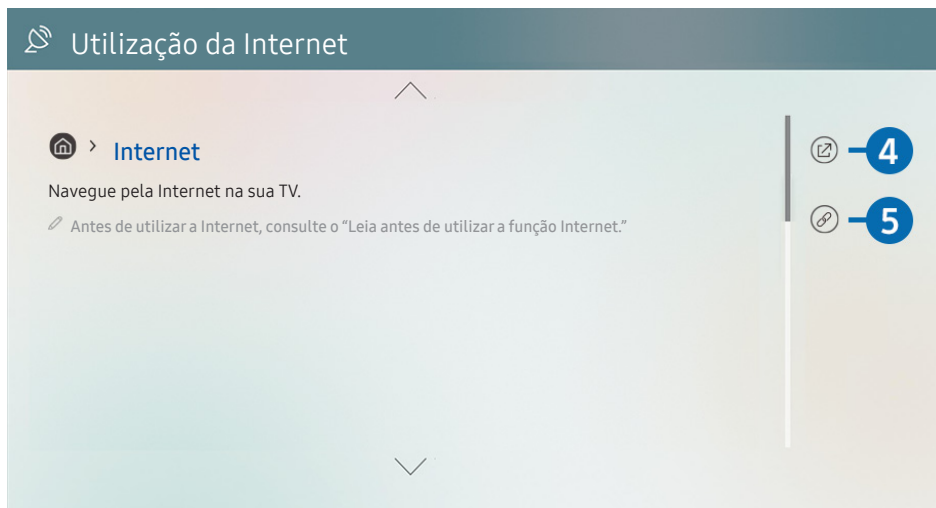 Utilização da Internet
> Internet
4
Navegue pela Internet na sua TV.
5
Antes de utilizar a Internet, consulte o “Leia antes de utilizar a função Internet.”